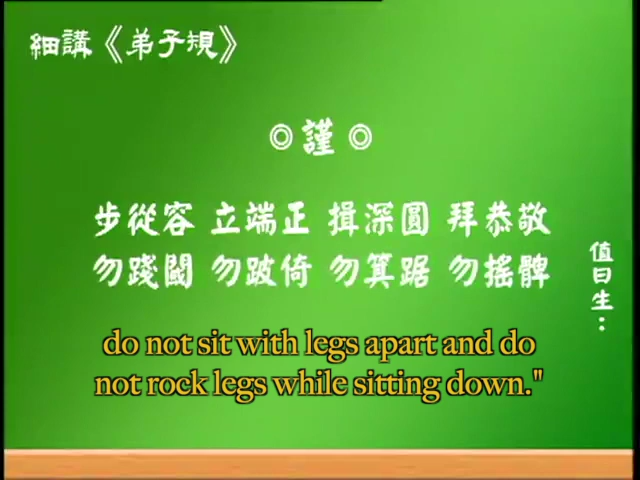 細講《弟子規》
◎謹◎
步從容 立端正 揖深圓 拜恭敬
勿踐閾 勿跛倚 勿箕踞 勿搖髀
值日生：
do not sit with legs apart and do
not rock legs while sitting down."